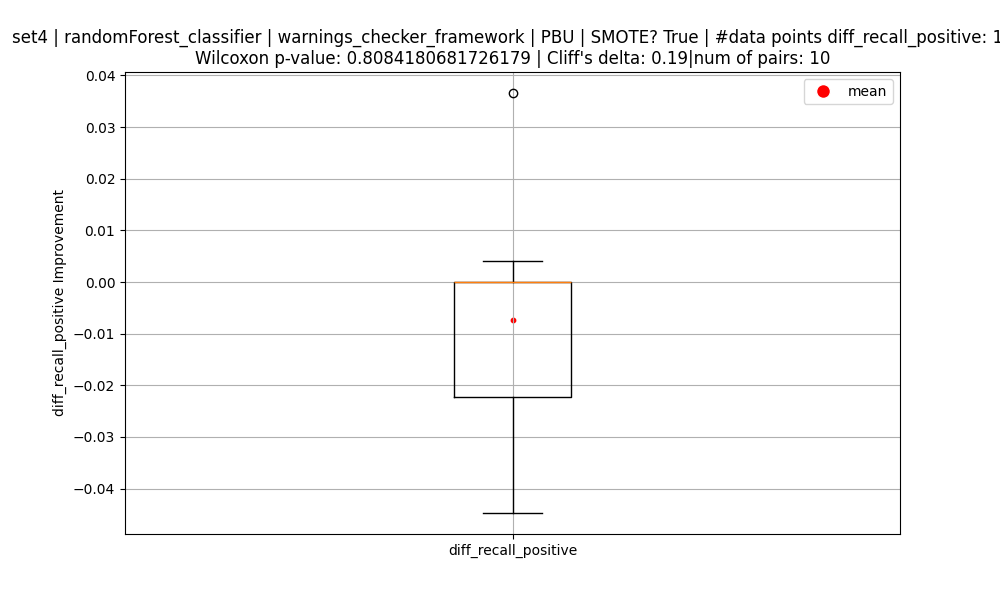 set4 | randomForest_classifier | warnings_checker_framework | PBU | SMOTE? True | #data points diff_recall_positive: 1
Wilcoxon p-value: 0.8084180681726179 | Cliff's delta: 0.19|num of pairs: 10
mean
0.04
0.03
0.02
0.01
0.00
−0.01
−0.02
−0.03
−0.04
diff_recall_positive Improvement
diff_recall_positive